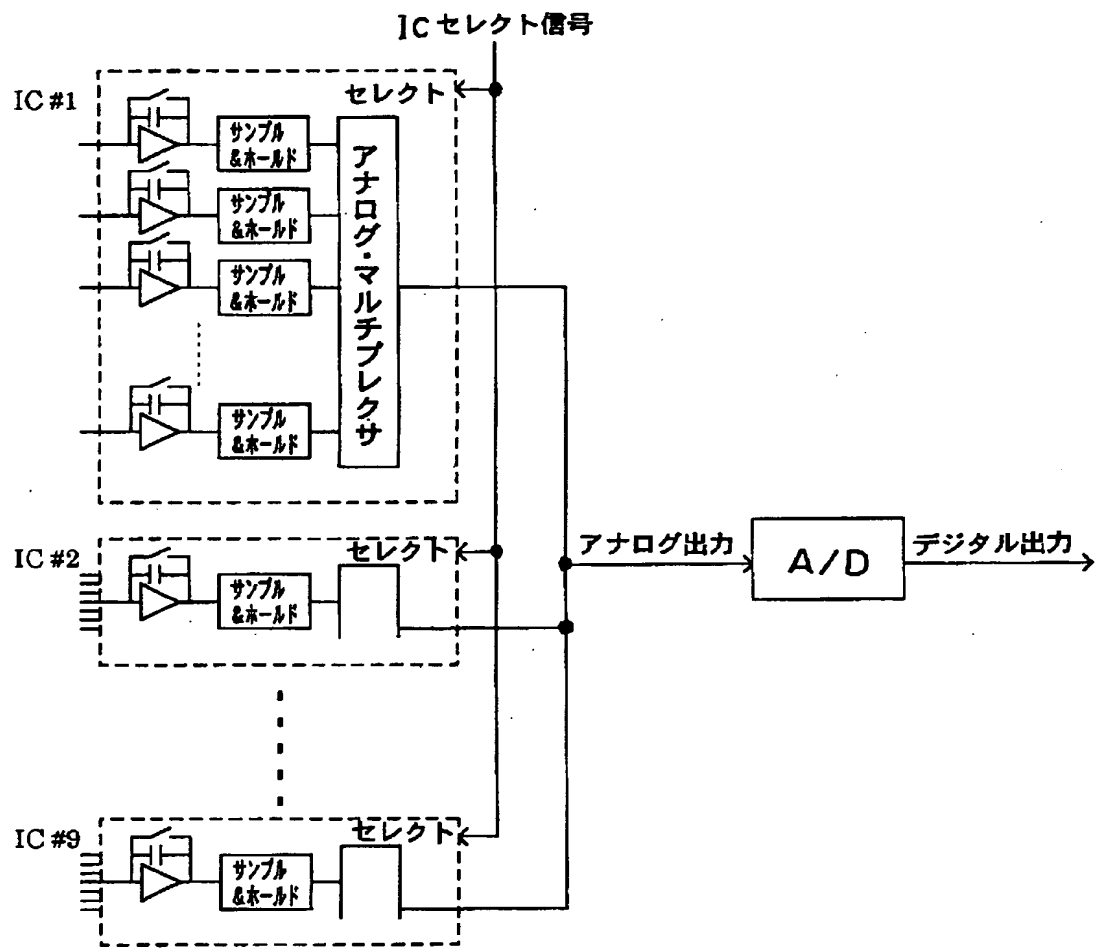 ICセレクト信号
IC #1
セレクト
サンプル
&ホールド
サンプル
&ホールド
サンプル
&ホールド
サンプル
&ホールド
アナログ・マルチプレクサ
IC #2
セレクト
サンプル
&ホールド
アナログ出力
A/D
デジタル出力
IC #9
セレクト
サンプル
&ホールド